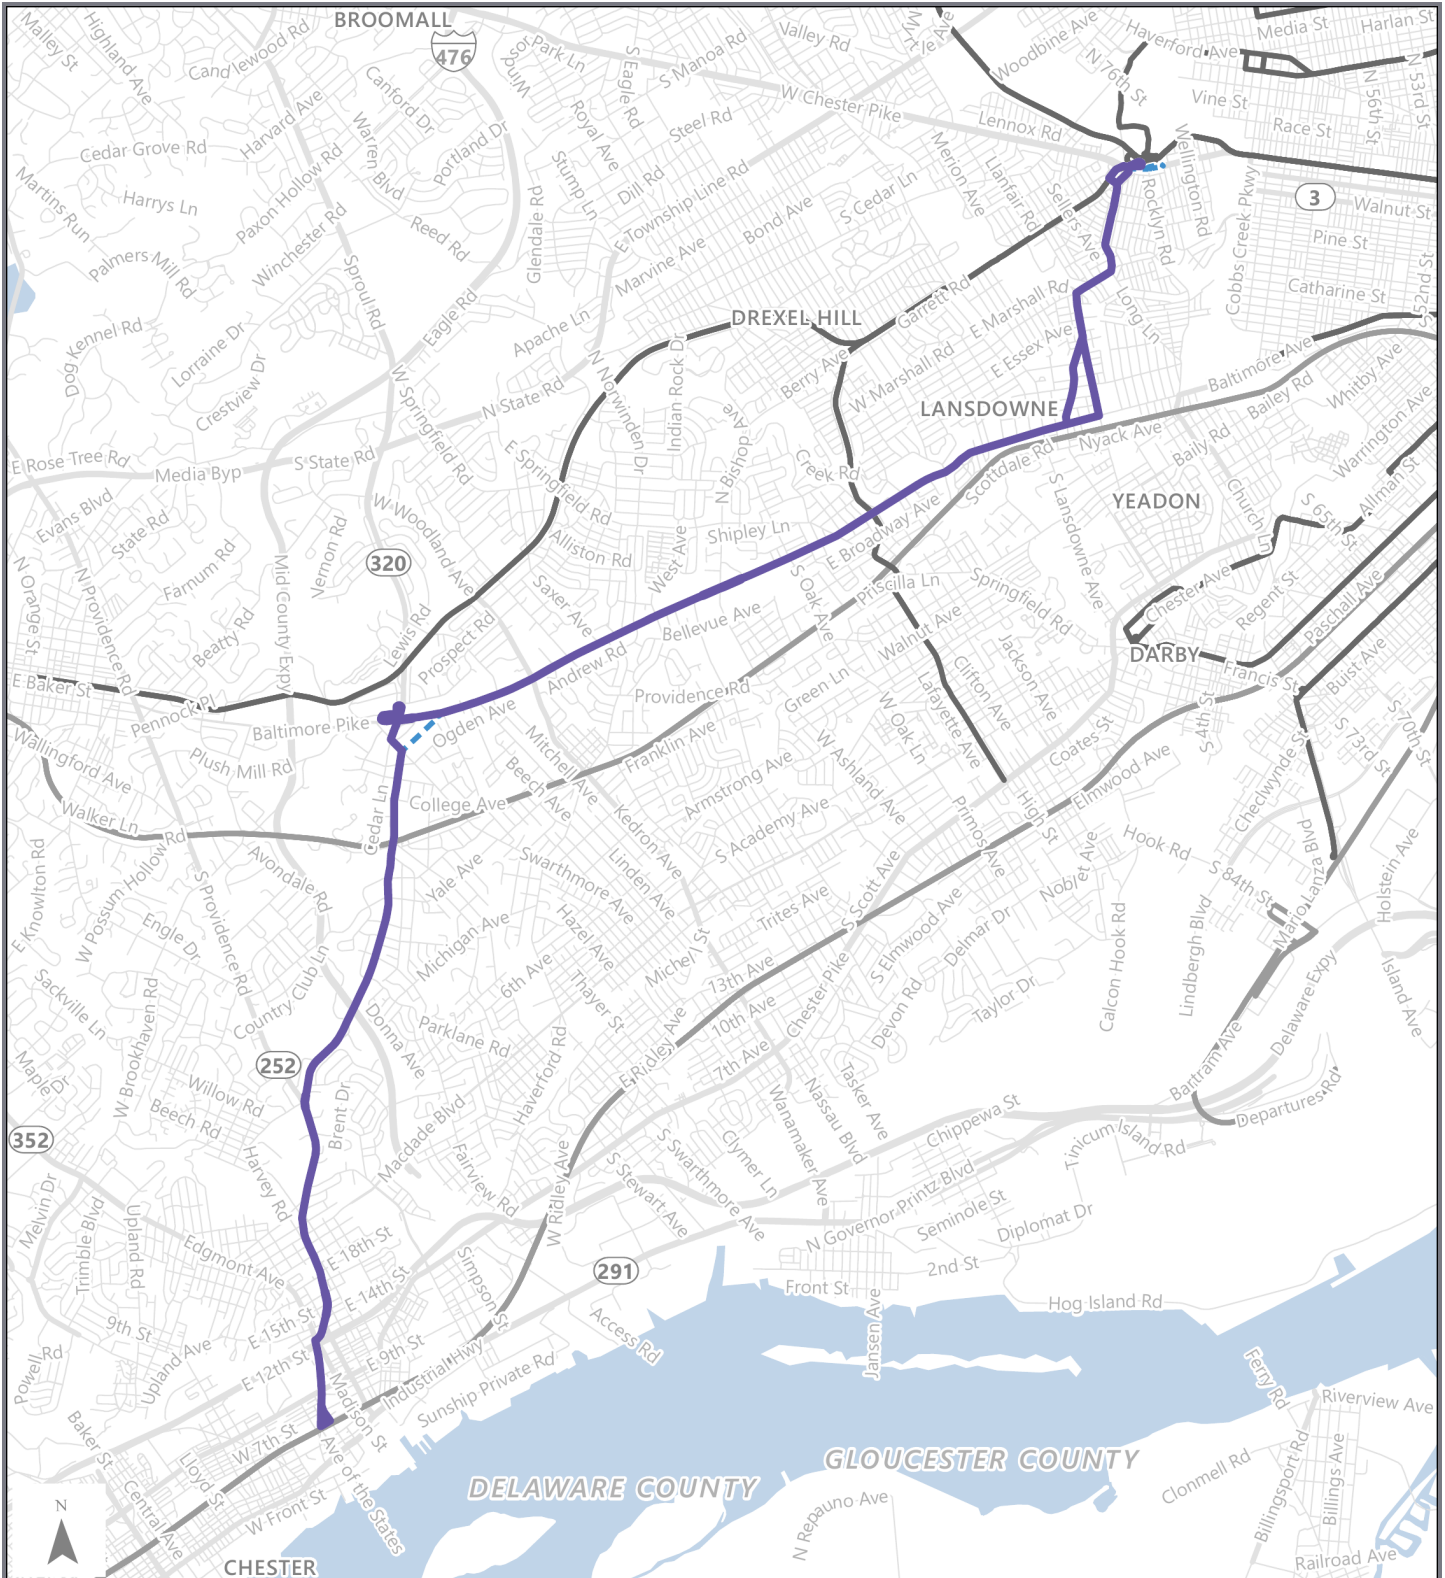 BROOMALL
476
Malley St
Highland Ave
Candlewood Rd
Park Ln
S Eagle Rd
S Manoa Rd
Valley Rd
Woodbine Ave
Haverford Ave
Media St
Harlan St
N 76th St
N 56th St
N 53rd St
Canford Dr
Harvard Ave
Warren Blvd
Portland Dr
Royal Ave
Steel Rd
W Chester Pike
Lennox Rd
Vine St
Race St
Wellington Rd
Cedar Grove Rd
Paxon Hollow Rd
Stump Ln
Dill Rd
E Township Line Rd
Merion Ave
Llanfair Rd
Sellers Ave
Rocklyn Rd
Cobbs Creek Pkwy
3
Walnut St
Martins Run
Harrys Ln
Winchester Rd
Reed Rd
Glendale Rd
Bond Ave
S Cedar Ln
Pine St
Palmers Mill Rd
Sproul Rd
Marvine Ave
Catharine St
S 52nd St
Garrett Rd
E Marshall Rd
Long Ln
Dog Kennel Rd
Lorraine Dr
Eagle Rd
Apache Ln
DREXEL HILL
E Essex Ave
Baltimore Ave
Crestview Dr
W Springfield Rd
N State Rd
N Norwinden Dr
Indian Rock Dr
Berry Ave
W Marshall Rd
Bailey Rd
Whitby Ave
LANSDOWNE
Nyack Ave
Warrington Ave
E Rose Tree Rd
Media Byp
S State Rd
E Springfield Rd
N Bishop Ave
Creek Rd
Scottdale Rd
Baily Rd
Evans Blvd
State Rd
W Woodland Ave
Shipley Ln
E Broadway Ave
S Lansdowne Ave
YEADON
Church Ln
S 65th St
Allman St
N Orange St
N Providence Rd
Farnum Rd
Mid County Expy
Vernon Rd
320
Alliston Rd
West Ave
Saxer Ave
S Oak Ave
Priscilla Ln
Springfield Rd
Chester Ave
Regent St
Paschall Ave
Beatty Rd
Lewis Rd
Prospect Rd
Bellevue Ave
Walnut Ave
Jackson Ave
DARBY
Francis St
Buist Ave
E Baker St
Pennock Pl
Andrew Rd
Providence Rd
Green Ln
Clifton Ave
Lafayette Ave
Baltimore Pike
Ogden Ave
W Oak Ln
S 4th St
S 70th St
Wallingford Ave
Plush Mill Rd
Mitchell Ave
Franklin Ave
W Ashland Ave
Coates St
S 73rd St
Beech Ave
Armstrong Ave
Elmwood Ave
Checlwynde St
Walker Ln
Cedar Ln
College Ave
Kedron Ave
S Academy Ave
Primos Ave
High St
Hook Rd
E Knowlton Rd
W Possum Hollow Rd
S Providence Rd
Avondale Rd
Yale Ave
Swarthmore Ave
Linden Ave
S Scott Ave
Noblet Ave
S 84th St
Mario Lanza Blvd
Holstein Ave
Engle Dr
Michigan Ave
Hazel Ave
Trites Ave
S Elmwood Ave
Delmar Dr
Calcon Hook Rd
Lindbergh Blvd
Sackville Ln
Country Club Ln
6th Ave
Michel St
13th Ave
Chester Pike
Taylor Dr
Delaware Expy
Island Ave
W Brookhaven Rd
Donna Ave
Parklane Rd
Thayer St
10th Ave
Devon Rd
252
Maple Dr
Willow Rd
Haverford Rd
E Ridley Ave
7th Ave
Tasker Ave
Bartram Ave
Departures Rd
352
Beech Rd
Brent Dr
Macdade Blvd
Wanamaker Ave
Nassau Blvd
Chippewa St
Tinicum Island Rd
Melvin Dr
Harvey Rd
Fairview Rd
W Ridley Ave
S Swarthmore Ave
Clymer Ln
S Stewart Ave
N Governor Printz Blvd
Trimble Blvd
Upland Rd
Edgmont Ave
E 18th St
Seminole St
Diplomat Dr
E 14th St
Simpson St
291
2nd St
Front St
Hog Island Rd
9th St
E 15th St
Access Rd
Jansen Ave
Powell Rd
Upland Ave
E 12th St
E 9th St
Industrial Hwy
Sunship Private Rd
Ferry Rd
Riverview Ave
Baker St
W 7th St
Madison St
Lloyd St
Ave of the States
DELAWARE COUNTY
GLOUCESTER COUNTY
Clonmell Rd
Billingsport Rd
Billings Ave
Central Ave
W Front St
N Repauno Ave
Railroad Ave
N
CHESTER